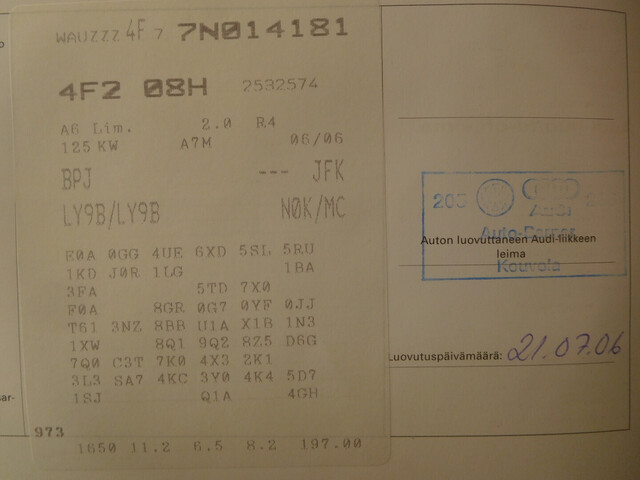 WAUZZZ 4F 7 7N014181
4F2 08H 2532574
A6 Lim. 2.0 R4
125 KW A7M 06/06
BPJ --- JFK
LY9B/LY9B N0K/MC
E0A 0GG 4UE 6XD 5SL 5RU
1KD J0R 1LG 1BA
3FA 5TD 7X0
F0A 8GR 0G7 0YF 0JJ
T61 3NZ 8BB U1A X1B 1N3
1XW 8Q1 9Q2 8Z5 D6G
7Q0 C3T 7K0 4X3 2K1
3L3 SA7 4KC 3Y0 4K4 5D7
1SJ Q1A 4GH
973
1650 11.2 6.5 8.2 197.00
205
Audi
Kouvola
Auton luovuttaneen Audi-liikkeen
leima
Luovutuspäivämäärä: 21.07.06
sar-